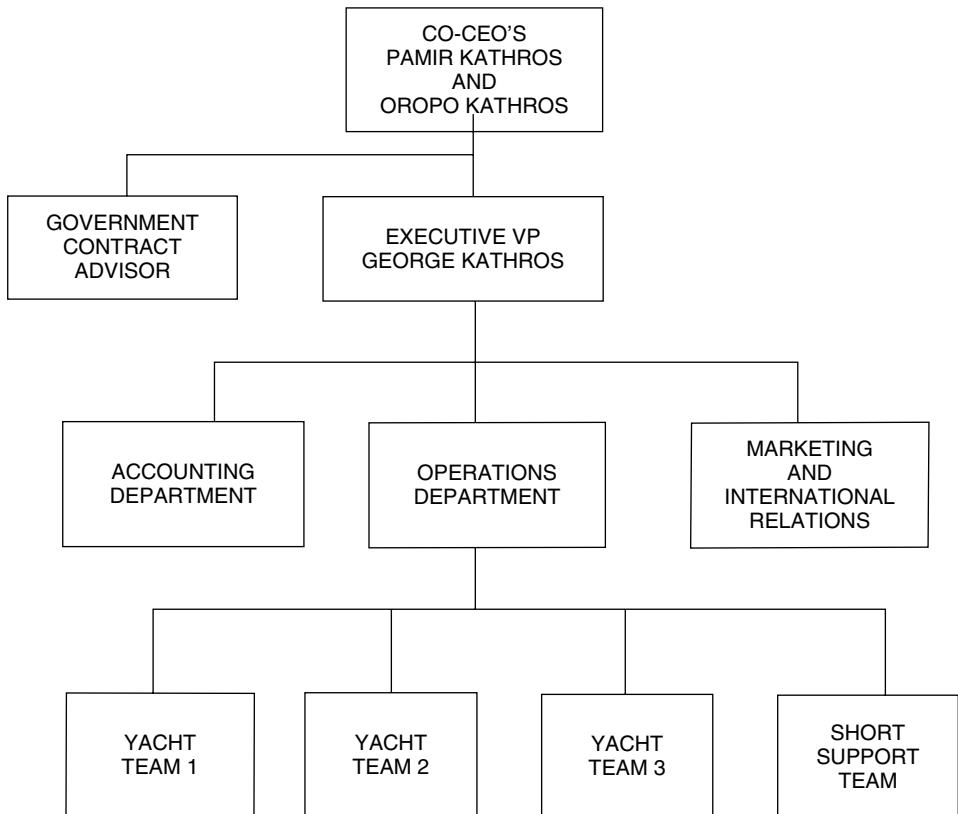 CO-CEO'S
PAMIR KATHROS
AND
OROPO KATHROS
GOVERNMENT
CONTRACT
ADVISOR
EXECUTIVE VP
GEORGE KATHROS
ACCOUNTING
DEPARTMENT
OPERATIONS
DEPARTMENT
MARKETING
AND
INTERNATIONAL
RELATIONS
YACHT
TEAM 1
YACHT
TEAM 2
YACHT
TEAM 3
SHORT
SUPPORT
TEAM